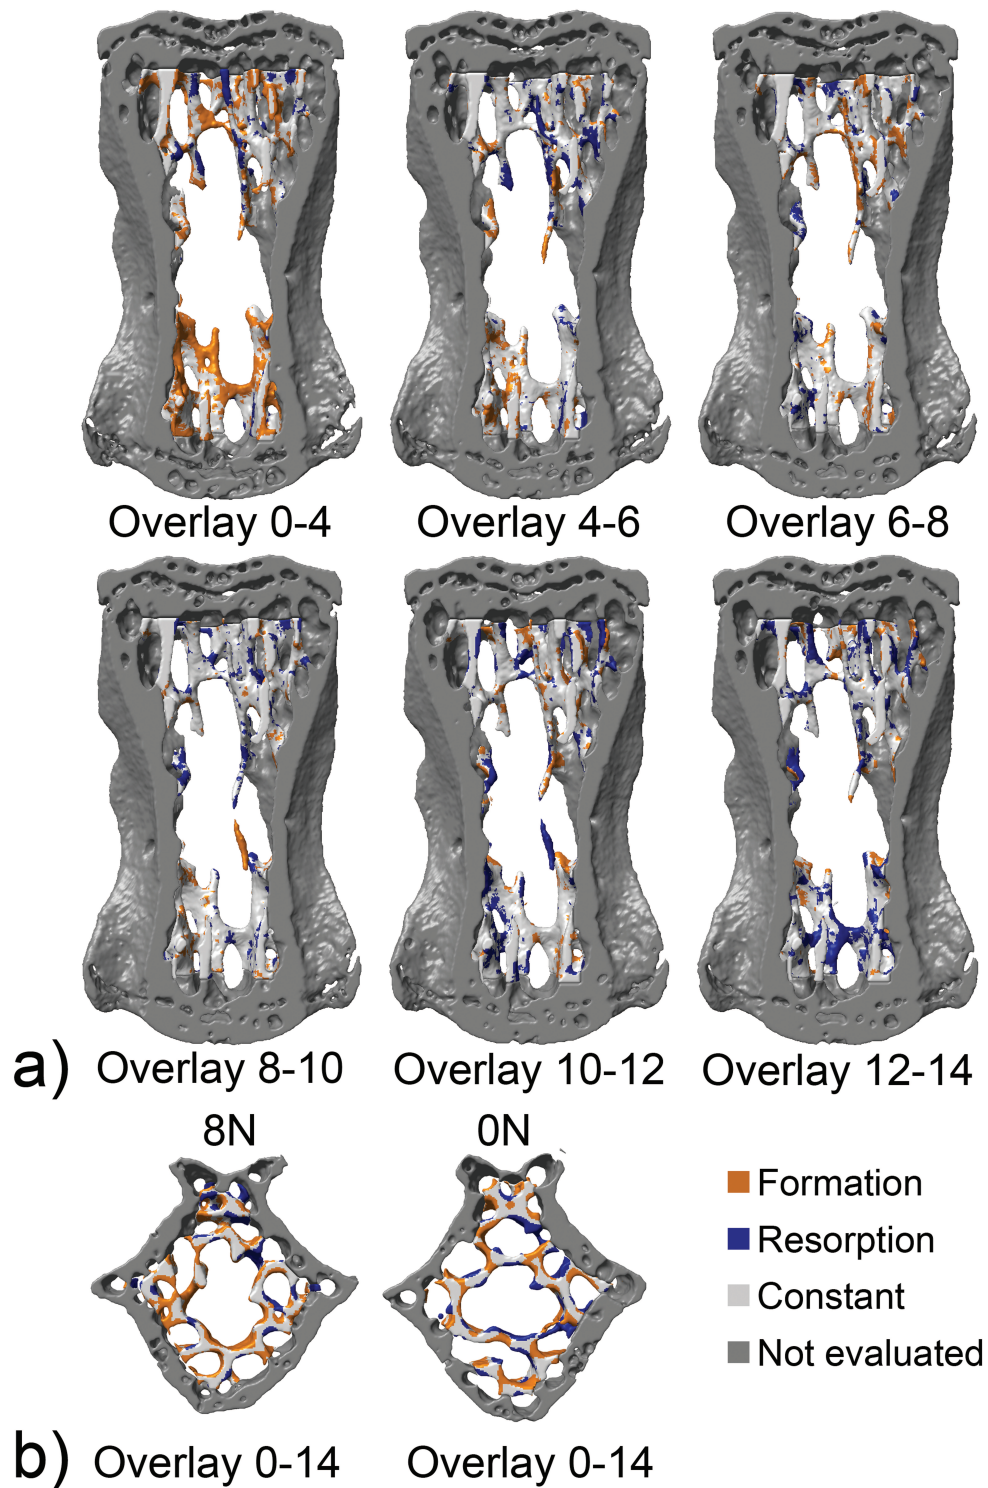 Overlay 0-4 Overlay 4-6 Overlay 6-8
a) Overlay 8-10 Overlay 10-12 Overlay 12-14
8N 0N
Formation
Resorption
Constant
Not evaluated
b) Overlay 0-14 Overlay 0-14